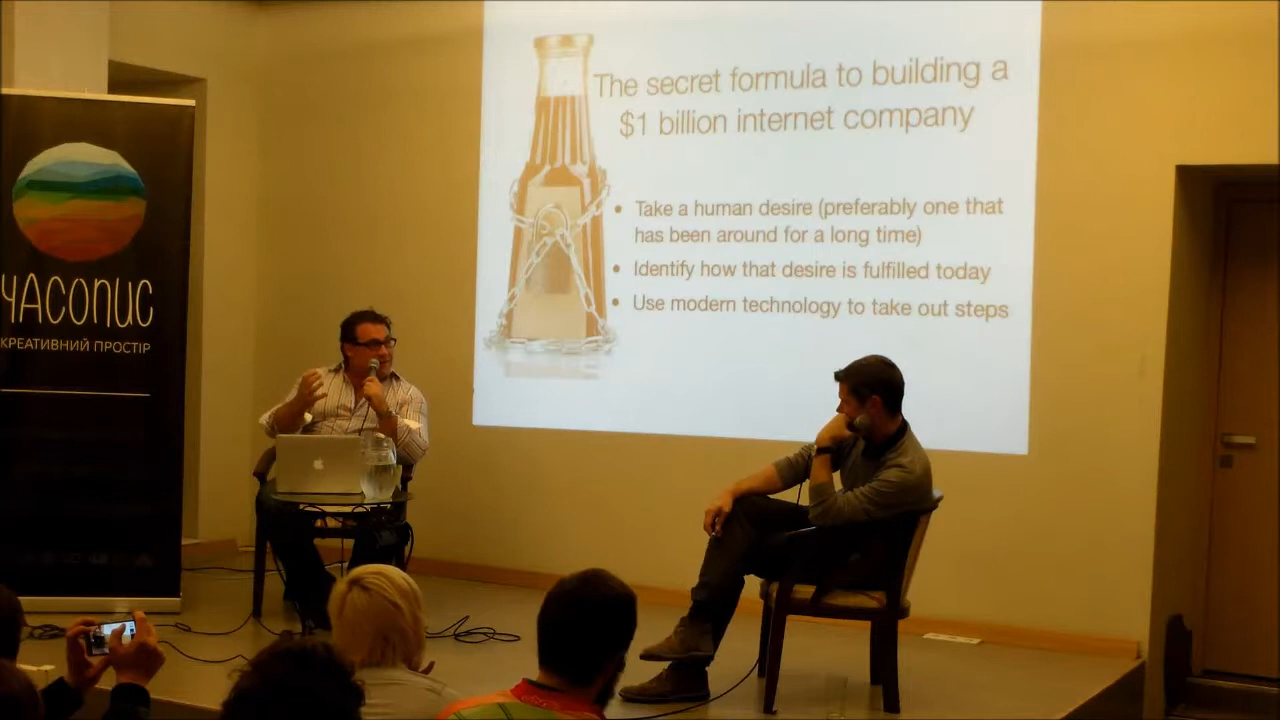 The secret formula to building a
$1 billion internet company
• Take a human desire (preferably one that
has been around for a long time)
• Identify how that desire is fulfilled today
• Use modern technology to take out steps
ЧАСОПИС
КРЕАТИВНИЙ ПРОСТІР